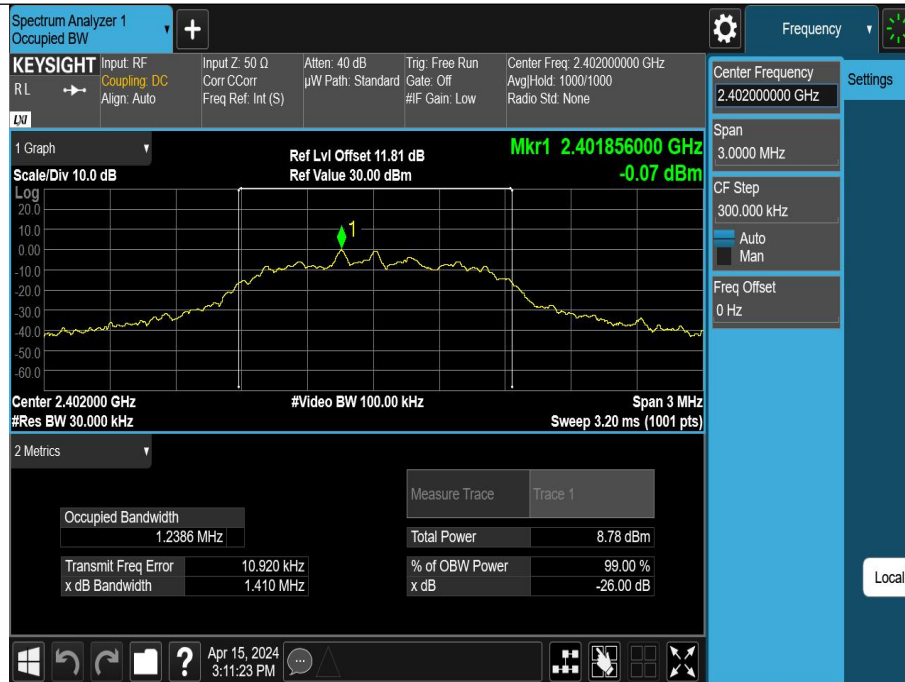 Spectrum Analyzer 1
Occupied BW
+
Frequency
KEYSIGHT
R L
LXI
Input: RF
Coupling: DC
Align: Auto
Input Z: 50 Ω
Corr CCorr
Freq Ref: Int (S)
Atten: 40 dB
µW Path: Standard
Trig: Free Run
Gate: Off
#IF Gain: Low
Center Freq: 2.402000000 GHz
Avg|Hold: 1000/1000
Radio Std: None
Center Frequency
2.402000000 GHz
Settings
Span
3.0000 MHz
CF Step
300.000 kHz
Auto
Man
Freq Offset
0 Hz
Local
1 Graph
Scale/Div 10.0 dB
Ref Lvl Offset 11.81 dB
Ref Value 30.00 dBm
Mkr1 2.401856000 GHz
-0.07 dBm
Log
20.0
10.0
0.00
-10.0
-20.0
-30.0
-40.0
-50.0
-60.0
1
Center 2.402000 GHz
#Res BW 30.000 kHz
#Video BW 100.00 kHz
Span 3 MHz
Sweep 3.20 ms (1001 pts)
2 Metrics
Measure Trace Trace 1
Occupied Bandwidth
1.2386 MHz
Total Power 8.78 dBm
Transmit Freq Error 10.920 kHz
% of OBW Power 99.00 %
x dB Bandwidth 1.410 MHz
x dB -26.00 dB
?
Apr 15, 2024
3:11:23 PM